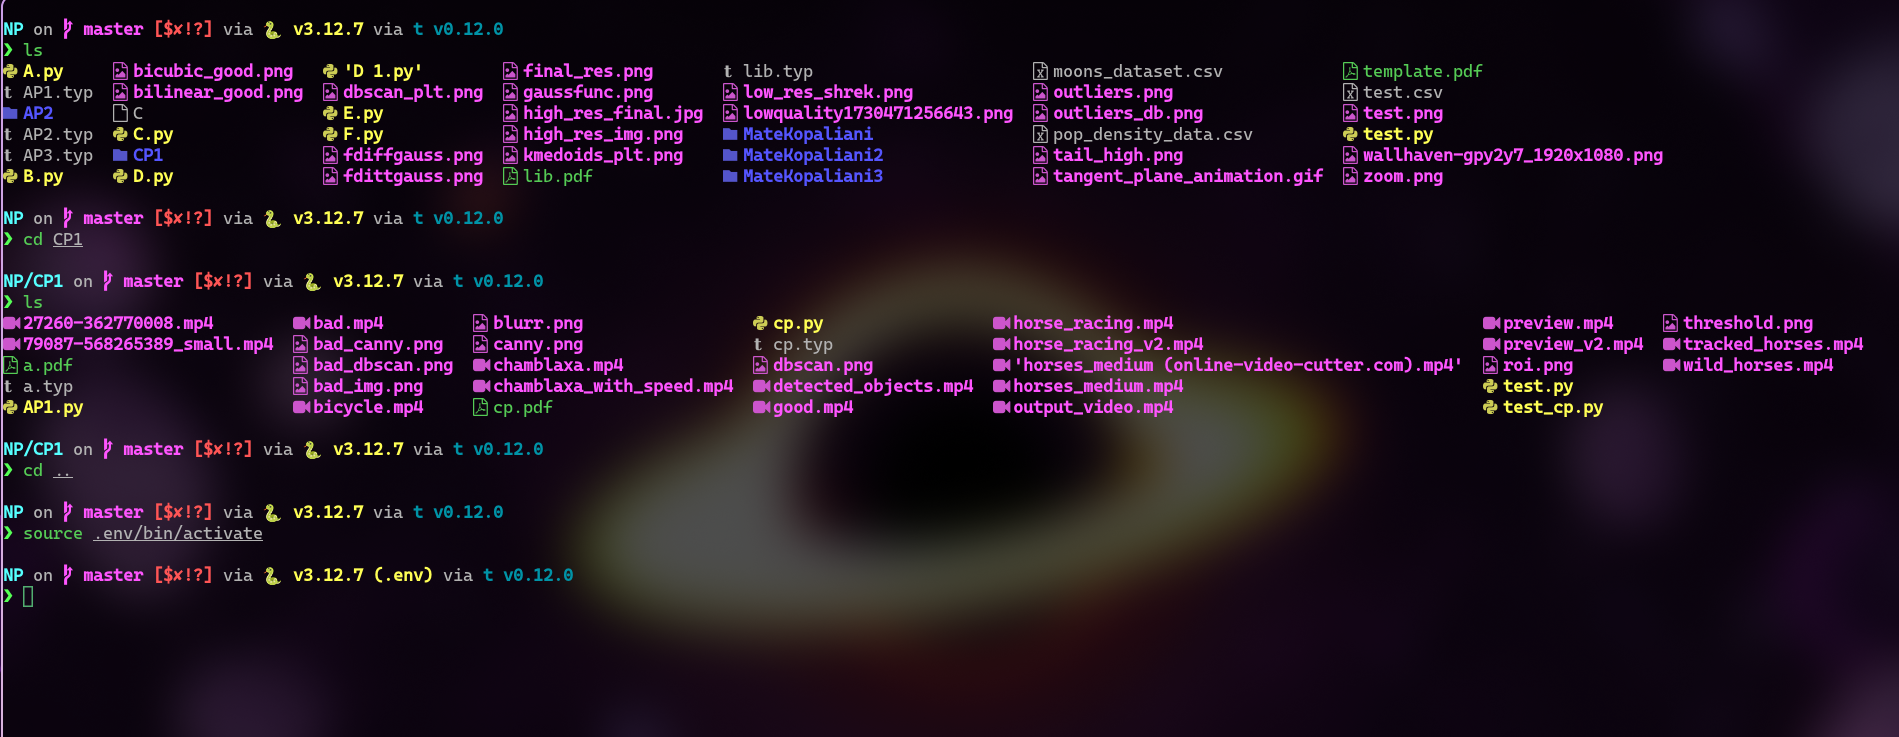 NP on master [$✘!?] via 🐍 v3.12.7 via t v0.12.0
❯ ls
A.py bicubic_good.png 'D 1.py' final_res.png t lib.typ moons_dataset.csv template.pdf
t AP1.typ bilinear_good.png dbscan_plt.png gaussfunc.png low_res_shrek.png outliers.png test.csv
AP2 C E.py high_res_final.jpg lowquality1730471256643.png outliers_db.png test.png
t AP2.typ C.py F.py high_res_img.png MateKopaliani pop_density_data.csv test.py
t AP3.typ CP1 fdiffgauss.png kmedoids_plt.png MateKopaliani2 tail_high.png wallhaven-gpy2y7_1920x1080.png
B.py D.py fdittgauss.png lib.pdf MateKopaliani3 tangent_plane_animation.gif zoom.png
NP on master [$✘!?] via 🐍 v3.12.7 via t v0.12.0
❯ cd CP1
NP/CP1 on master [$✘!?] via 🐍 v3.12.7 via t v0.12.0
❯ ls
27260-362770008.mp4 bad.mp4 blurr.png cp.py horse_racing.mp4 preview.mp4 threshold.png
79087-568265389_small.mp4 bad_canny.png canny.png t cp.typ horse_racing_v2.mp4 preview_v2.mp4 tracked_horses.mp4
a.pdf bad_dbscan.png chamblaxa.mp4 dbscan.png 'horses_medium (online-video-cutter.com).mp4' roi.png wild_horses.mp4
t a.typ bad_img.png chamblaxa_with_speed.mp4 detected_objects.mp4 horses_medium.mp4 test.py
AP1.py bicycle.mp4 cp.pdf good.mp4 output_video.mp4 test_cp.py
NP/CP1 on master [$✘!?] via 🐍 v3.12.7 via t v0.12.0
❯ cd ..
NP on master [$✘!?] via 🐍 v3.12.7 via t v0.12.0
❯ source .env/bin/activate
NP on master [$✘!?] via 🐍 v3.12.7 (.env) via t v0.12.0
❯